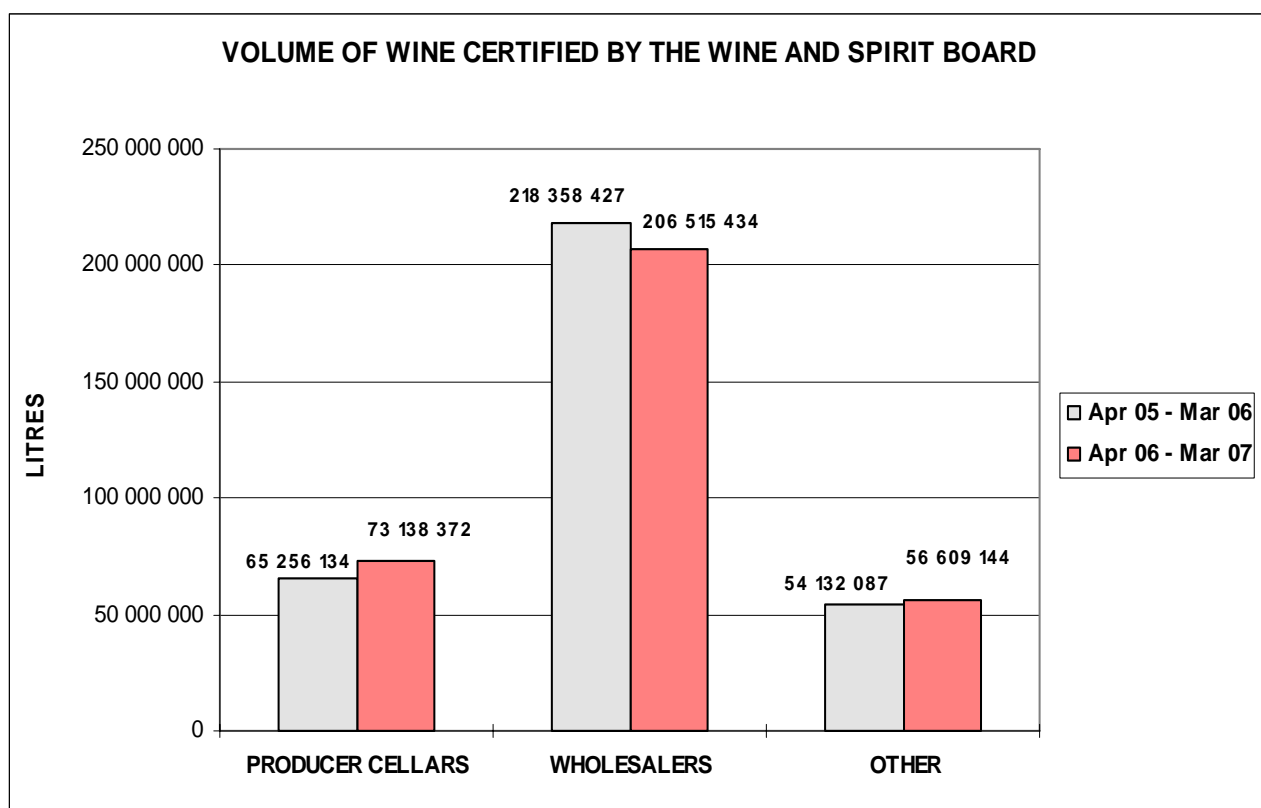 VOLUME OF WINE CERTIFIED BY THE WINE AND SPIRIT BOARD
250 000 000
200 000 000
150 000 000
100 000 000
50 000 000
0
LITRES
65 256 134
73 138 372
218 358 427
206 515 434
54 132 087
56 609 144
PRODUCER CELLARS
WHOLESALERS
OTHER
Apr 05 - Mar 06
Apr 06 - Mar 07